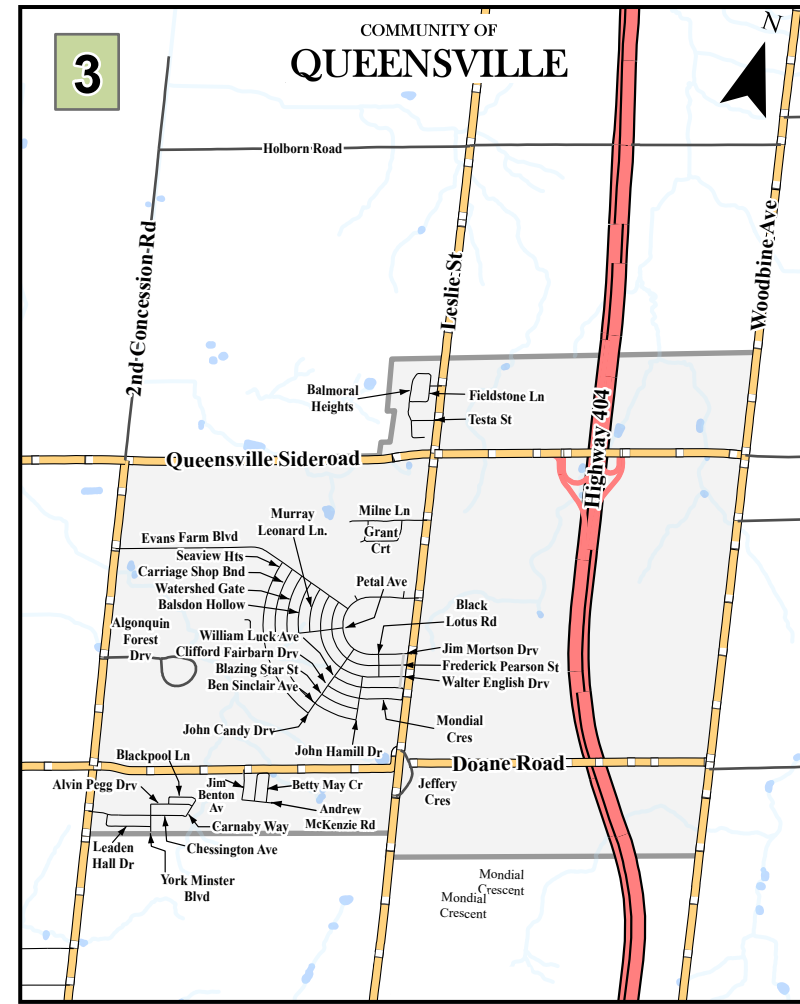 COMMUNITY OF
QUEENSVILLE
3
N
Holborn Road
2nd Concession Rd
Leslie St
Woodbine Ave
Highway 404
Balmoral
Heights
Fieldstone Ln
Testa St
Queensville Sideroad
Murray
Leonard Ln.
Milne Ln
Grant
Crt
Evans Farm Blvd
Seaview Hts
Carriage Shop Bnd
Watershed Gate
Balsdon Hollow
Petal Ave
Black
Lotus Rd
Algonquin
Forest
Drv
William Luck Ave
Clifford Fairbarn Drv
Blazing Star St
Ben Sinclair Ave
Jim Mortson Drv
Frederick Pearson St
Walter English Drv
John Candy Drv
Mondial
Cres
John Hamill Dr
Blackpool Ln
Doane Road
Alvin Pegg Drv
Jim
Benton
Av
Betty May Cr
Jeffery
Cres
Andrew
McKenzie Rd
Carnaby Way
Leaden
Hall Dr
Chessington Ave
York Minster
Blvd
Mondial
Crescent
Mondial
Crescent